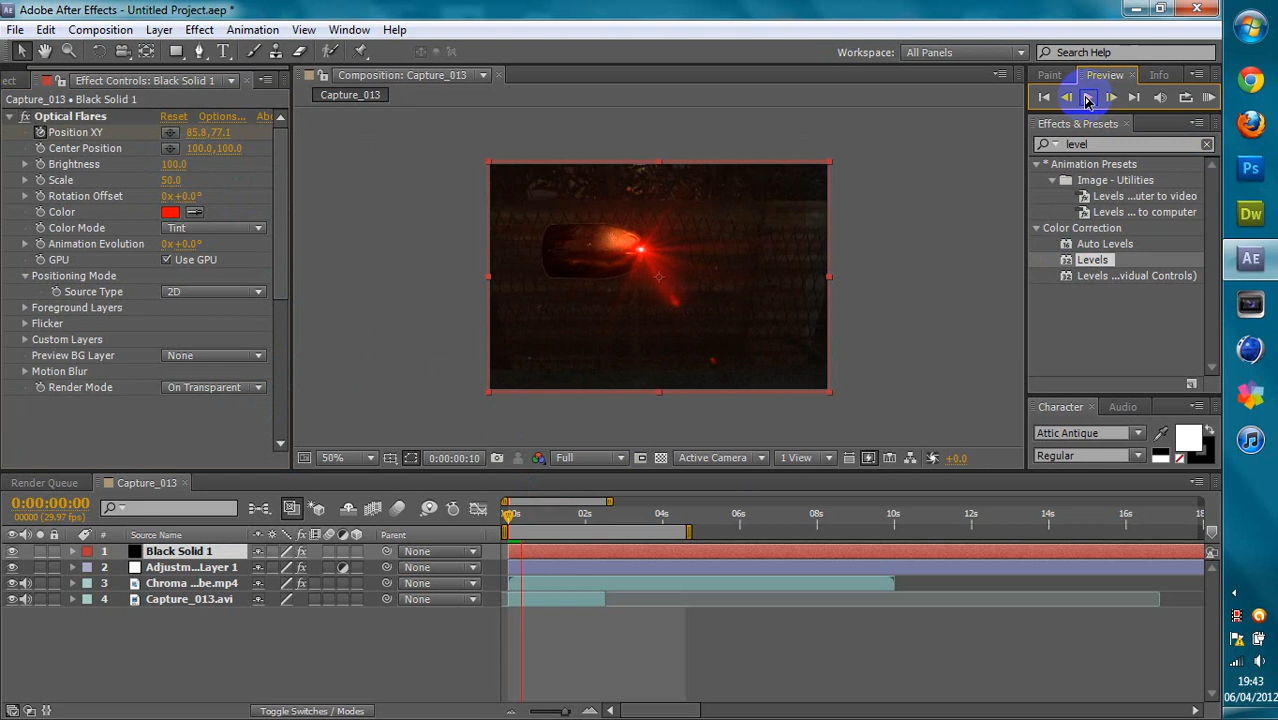 Adobe After Effects - Untitled Project.aep *
File Edit Composition Layer Effect Animation View Window Help
Workspace: All Panels Search Help
ect Effect Controls: Black Solid 1 Composition: Capture_013 Paint Preview Info
Capture_013 • Black Solid 1 Capture_013
Optical Flares Reset Options... Abo
Position XY 85.8,77.1
Center Position 100.0,100.0
Brightness 100.0
Scale 50.0
Rotation Offset 0x+0.0°
Color
Color Mode Tint
Animation Evolution 0x+0.0°
GPU Use GPU
Positioning Mode
Source Type 2D
Foreground Layers
Flicker
Custom Layers
Preview BG Layer None
Motion Blur
Render Mode On Transparent
Effects & Presets
level
* Animation Presets
Image - Utilities
Levels ...uter to video
Levels ... to computer
Color Correction
Auto Levels
Levels
Levels ...vidual Controls)
Character Audio
Attic Antique
Regular
50% 0:00:00:10 Full Active Camera 1 View +0.0
Render Queue Capture_013
0:00:00:00
00000 (29.97 fps)
02s 04s 06s 08s 10s 12s 14s 16s 18
# Source Name Parent
1 Black Solid 1 None
2 Adjustm...Layer 1 None
3 Chroma ...be.mp4 None
4 Capture_013.avi None
Toggle Switches / Modes
Ps
Dw
AE
19:43
06/04/2012